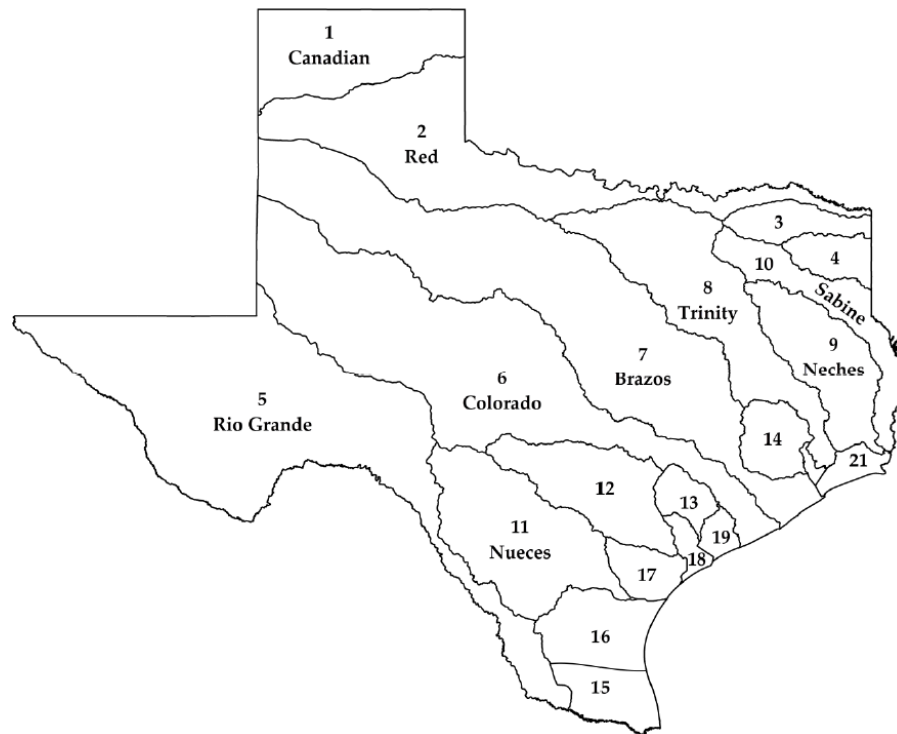 1
Canadian
2
Red
3
4
10
Sabine
8
Trinity
9
Neches
7
Brazos
6
Colorado
5
Rio Grande
14
21
12
13
19
11
Nueces
18
17
16
15